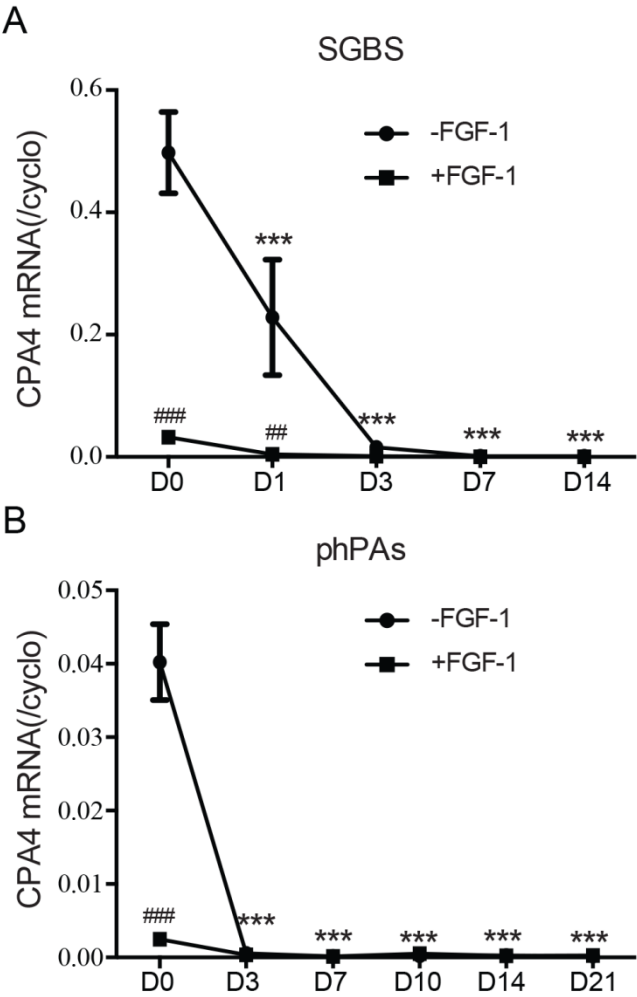 A
SGBS
CPA4 mRNA(/cyclo)
0.6
0.4
0.2
0.0
-FGF-1
+FGF-1
***
***
***
***
###
##
D0 D1 D3 D7 D14
B
phPAs
CPA4 mRNA(/cyclo)
0.05
0.04
0.03
0.02
0.01
0.00
-FGF-1
+FGF-1
###
*** *** *** *** ***
D0 D3 D7 D10 D14 D21